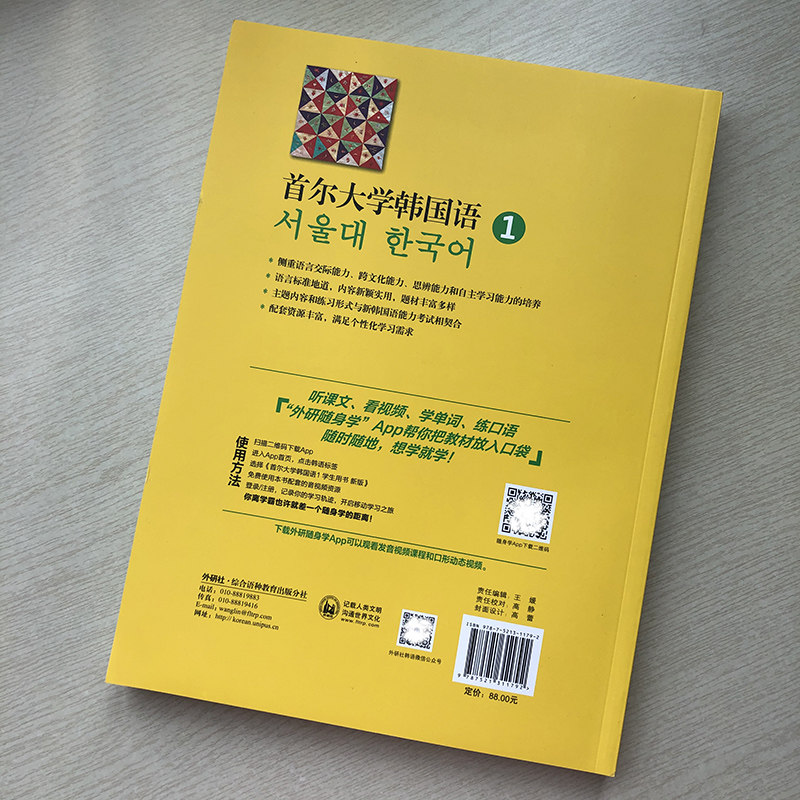 首尔大学韩国语
서울대 한국어
1
* 侧重语言交际能力、跨文化能力、思辨能力和自主学习能力的培养
* 语言标准地道,内容新颖实用,题材丰富多样
* 主题内容和练习形式与新韩国语能力考试相契合
* 配套资源丰富,满足个性化学习需求
听课文、看视频、学单词、练口语
“外研随身学”App帮你把教材放入口袋
随时随地,想学就学!
使用方法
扫描二维码下载App
进入App首页,点击韩语标签
选择《首尔大学韩国语1 学生用书 新版》
免费使用本书配套的音视频资源
登录/注册,记录你的学习轨迹,开启移动学习之旅
你离学霸也许就差一个随身学的距离!
随身学App下载二维码
下载外研随身学App可以观看发音视频课程和口形动态视频。
外研社·综合语种教育出版分社
电话:010-88819883
传真:010-88819416
E-mail:wanglin@fltrp.com
网址:http://korean.unipus.cn
记载人类文明
沟通世界文化
www.fltrp.com
外研社韩语微信公众号
责任编辑:王 媛
责任校对:高 静
封面设计:高 蕾
ISBN 978-7-5213-1179-2
9 787521 311792
定价:88.00元